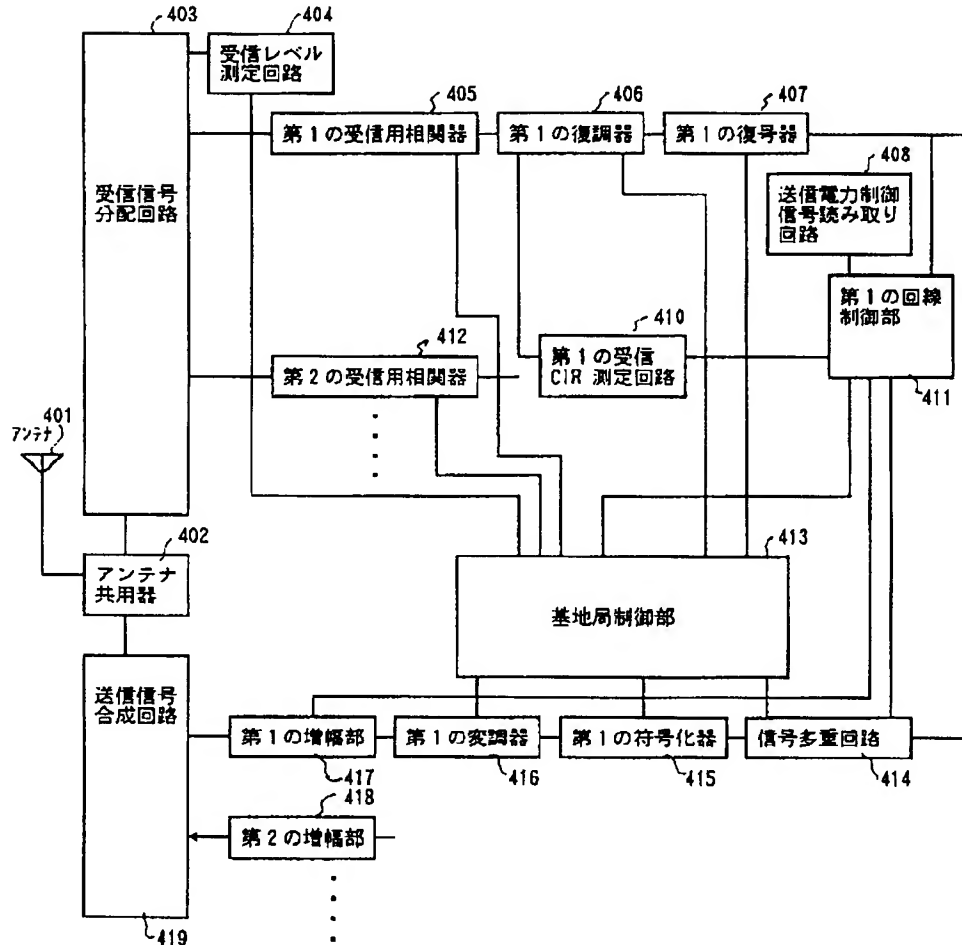 403
404
受信レベル
測定回路
405
406
407
第1の受信用相関器
第1の復調器
第1の復号器
408
送信電力制御
信号読み取り
回路
受信信号
分配回路
第1の回線
制御部
411
410
第1の受信
CIR 測定回路
412
第2の受信用相関器
401
アンテナ
402
アンテナ
共用器
413
基地局制御部
送信信号
合成回路
第1の増幅部
第1の変調器
第1の符号化器
信号多重回路
417
416
415
414
418
第2の増幅部
419